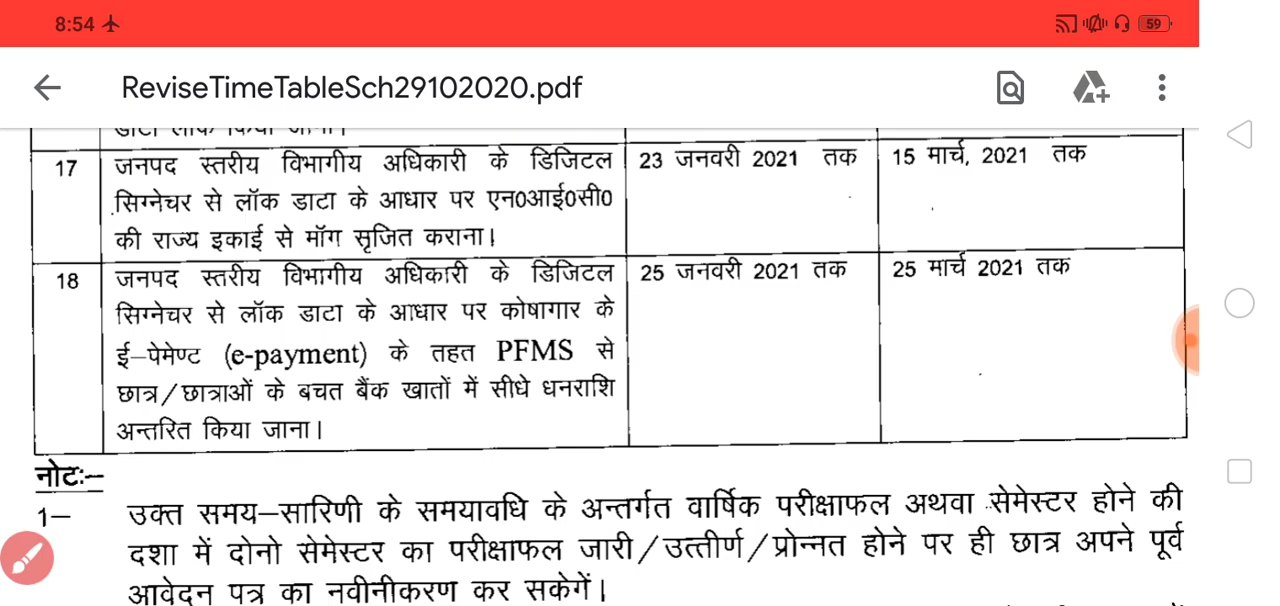 8:54
59
ReviseTimeTableSch29102020.pdf
डाटा लॉक किया जाना।
17 जनपद स्तरीय विभागीय अधिकारी के डिजिटल 23 जनवरी 2021 तक 15 मार्च, 2021 तक
सिग्नेचर से लॉक डाटा के आधार पर एन0आई0सी0
की राज्य इकाई से मॉग सृजित कराना।
18 जनपद स्तरीय विभागीय अधिकारी के डिजिटल 25 जनवरी 2021 तक 25 मार्च 2021 तक
सिग्नेचर से लॉक डाटा के आधार पर कोषागार के
ई–पेमेण्ट (e-payment) के तहत PFMS से
छात्र/छात्राओं के बचत बैंक खातों में सीधे धनराशि
अन्तरित किया जाना।
नोटः–
1– उक्त समय–सारिणी के समयावधि के अन्तर्गत वार्षिक परीक्षाफल अथवा सेमेस्टर होने की
दशा में दोनो सेमेस्टर का परीक्षाफल जारी/उत्तीर्ण/प्रोन्नत होने पर ही छात्र अपने पूर्व
आवेदन पत्र का नवीनीकरण कर सकेगें।